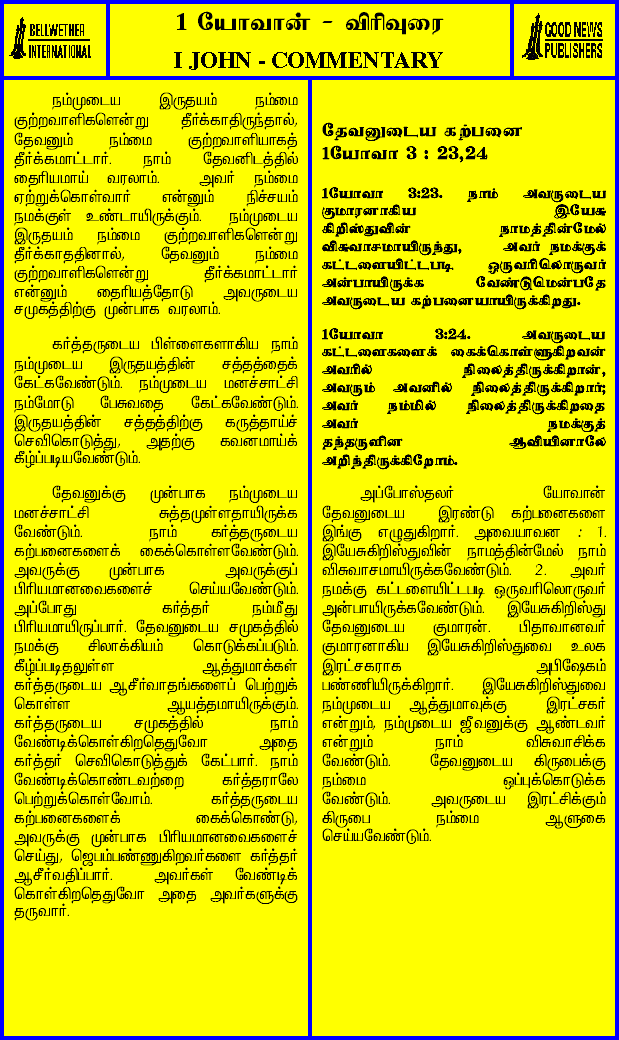 BELLWETHER
INTERNATIONAL
1 யோவான் - விரிவுரை
I JOHN - COMMENTARY
GOOD NEWS
PUBLISHERS
நம்முடைய இருதயம் நம்மை
குற்றவாளிகளென்று தீர்க்காதிருந்தால்,
தேவனும் நம்மை குற்றவாளியாகத்
தீர்க்கமாட்டார். நாம் தேவனிடத்தில்
தைரியமாய் வரலாம். அவர் நம்மை
ஏற்றுக்கொள்வார் என்னும் நிச்சயம்
நமக்குள் உண்டாயிருக்கும். நம்முடைய
இருதயம் நம்மை குற்றவாளிகளென்று
தீர்க்காததினால், தேவனும் நம்மை
குற்றவாளிகளென்று தீர்க்கமாட்டார்
என்னும் தைரியத்தோடு அவருடைய
சமுகத்திற்கு முன்பாக வரலாம்.
கர்த்தருடைய பிள்ளைகளாகிய நாம்
நம்முடைய இருதயத்தின் சத்தத்தைக்
கேட்கவேண்டும். நம்முடைய மனச்சாட்சி
நம்மோடு பேசுவதை கேட்கவேண்டும்.
இருதயத்தின் சத்தத்திற்கு கருத்தாய்ச்
செவிகொடுத்து, அதற்கு கவனமாய்க்
கீழ்ப்படியவேண்டும்.
தேவனுக்கு முன்பாக நம்முடைய
மனச்சாட்சி சுத்தமுள்ளதாயிருக்க
வேண்டும். நாம் கர்த்தருடைய
கற்பனைகளைக் கைக்கொள்ளவேண்டும்.
அவருக்கு முன்பாக அவருக்குப்
பிரியமானவைகளைச் செய்யவேண்டும்.
அப்போது கர்த்தர் நம்மீது
பிரியமாயிருப்பார். தேவனுடைய சமுகத்தில்
நமக்கு சிலாக்கியம் கொடுக்கப்படும்.
கீழ்ப்படிதலுள்ள ஆத்துமாக்கள்
கர்த்தருடைய ஆசீர்வாதங்களைப் பெற்றுக்
கொள்ள ஆயத்தமாயிருக்கும்.
கர்த்தருடைய சமுகத்தில் நாம்
வேண்டிக்கொள்கிறதெதுவோ அதை
கர்த்தர் செவிகொடுத்துக் கேட்பார். நாம்
வேண்டிக்கொண்டவற்றை கர்த்தராலே
பெற்றுக்கொள்வோம். கர்த்தருடைய
கற்பனைகளைக் கைக்கொண்டு,
அவருக்கு முன்பாக பிரியமானவைகளைச்
செய்து, ஜெபம்பண்ணுகிறவர்களை கர்த்தர்
ஆசீர்வதிப்பார். அவர்கள் வேண்டிக்
கொள்கிறதெதுவோ அதை அவர்களுக்கு
தருவார்.
தேவனுடைய கற்பனை
1யோவா 3 : 23,24
1யோவா 3:23. நாம் அவருடைய
குமாரனாகிய இயேசு
கிறிஸ்துவின் நாமத்தின்மேல்
விசுவாசமாயிருந்து, அவர் நமக்குக்
கட்டளையிட்டபடி ஒருவரிலொருவர்
அன்பாயிருக்க வேண்டுமென்பதே
அவருடைய கற்பனையாயிருக்கிறது.
1யோவா 3:24. அவருடைய
கட்டளைகளைக் கைக்கொள்ளுகிறவன்
அவரில் நிலைத்திருக்கிறான்,
அவரும் அவனில் நிலைத்திருக்கிறார்;
அவர் நம்மில் நிலைத்திருக்கிறதை
அவர் நமக்குத்
தந்தருளின ஆவியினாலே
அறிந்திருக்கிறோம்.
அப்போஸ்தலர் யோவான்
தேவனுடைய இரண்டு கற்பனைகளை
இங்கு எழுதுகிறார். அவையாவன : 1.
இயேசுகிறிஸ்துவின் நாமத்தின்மேல் நாம்
விசுவாசமாயிருக்கவேண்டும். 2. அவர்
நமக்கு கட்டளையிட்டபடி ஒருவரிலொருவர்
அன்பாயிருக்கவேண்டும். இயேசுகிறிஸ்து
தேவனுடைய குமாரன். பிதாவானவர்
குமாரனாகிய இயேசுகிறிஸ்துவை உலக
இரட்சகராக அபிஷேகம்
பண்ணியிருக்கிறார். இயேசுகிறிஸ்துவை
நம்முடைய ஆத்துமாவுக்கு இரட்சகர்
என்றும், நம்முடைய ஜீவனுக்கு ஆண்டவர்
என்றும் நாம் விசுவாசிக்க
வேண்டும். தேவனுடைய கிருபைக்கு
நம்மை ஒப்புக்கொடுக்க
வேண்டும். அவருடைய இரட்சிக்கும்
கிருபை நம்மை ஆளுகை
செய்யவேண்டும்.